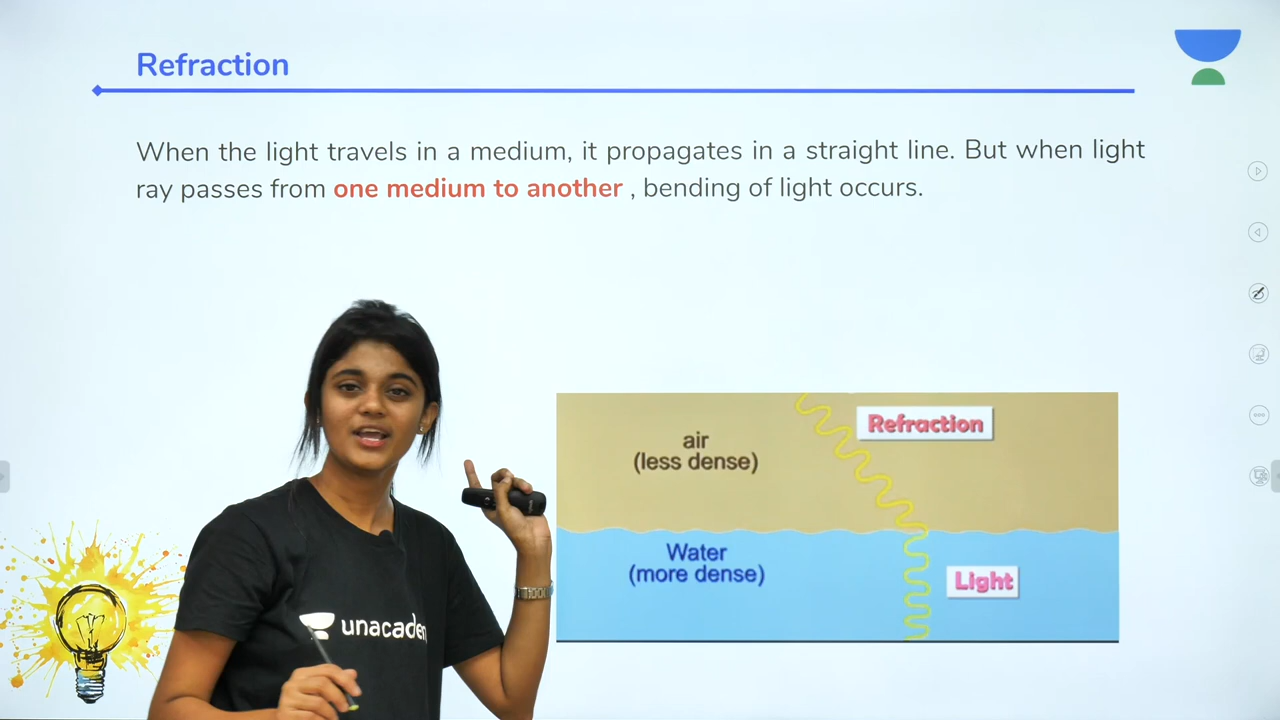 Refraction
When the light travels in a medium, it propagates in a straight line. But when light
ray passes from one medium to another , bending of light occurs.
Refraction
air
(less dense)
Water
(more dense)
Light
unacadem